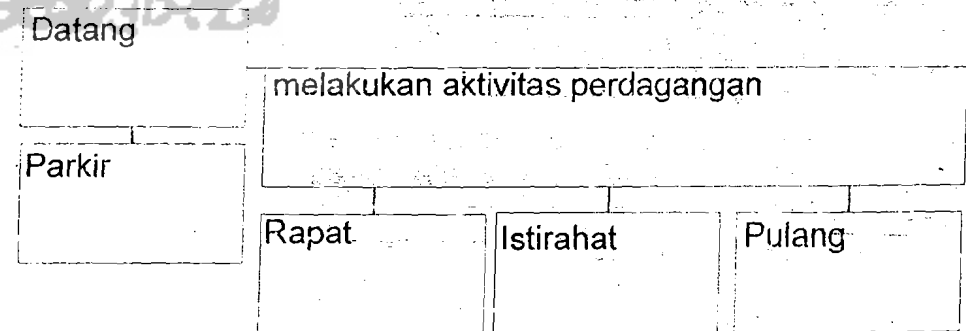 Datang
melakukan aktivitas perdagangan
Parkir
Rapat
Istirahat
Pulang